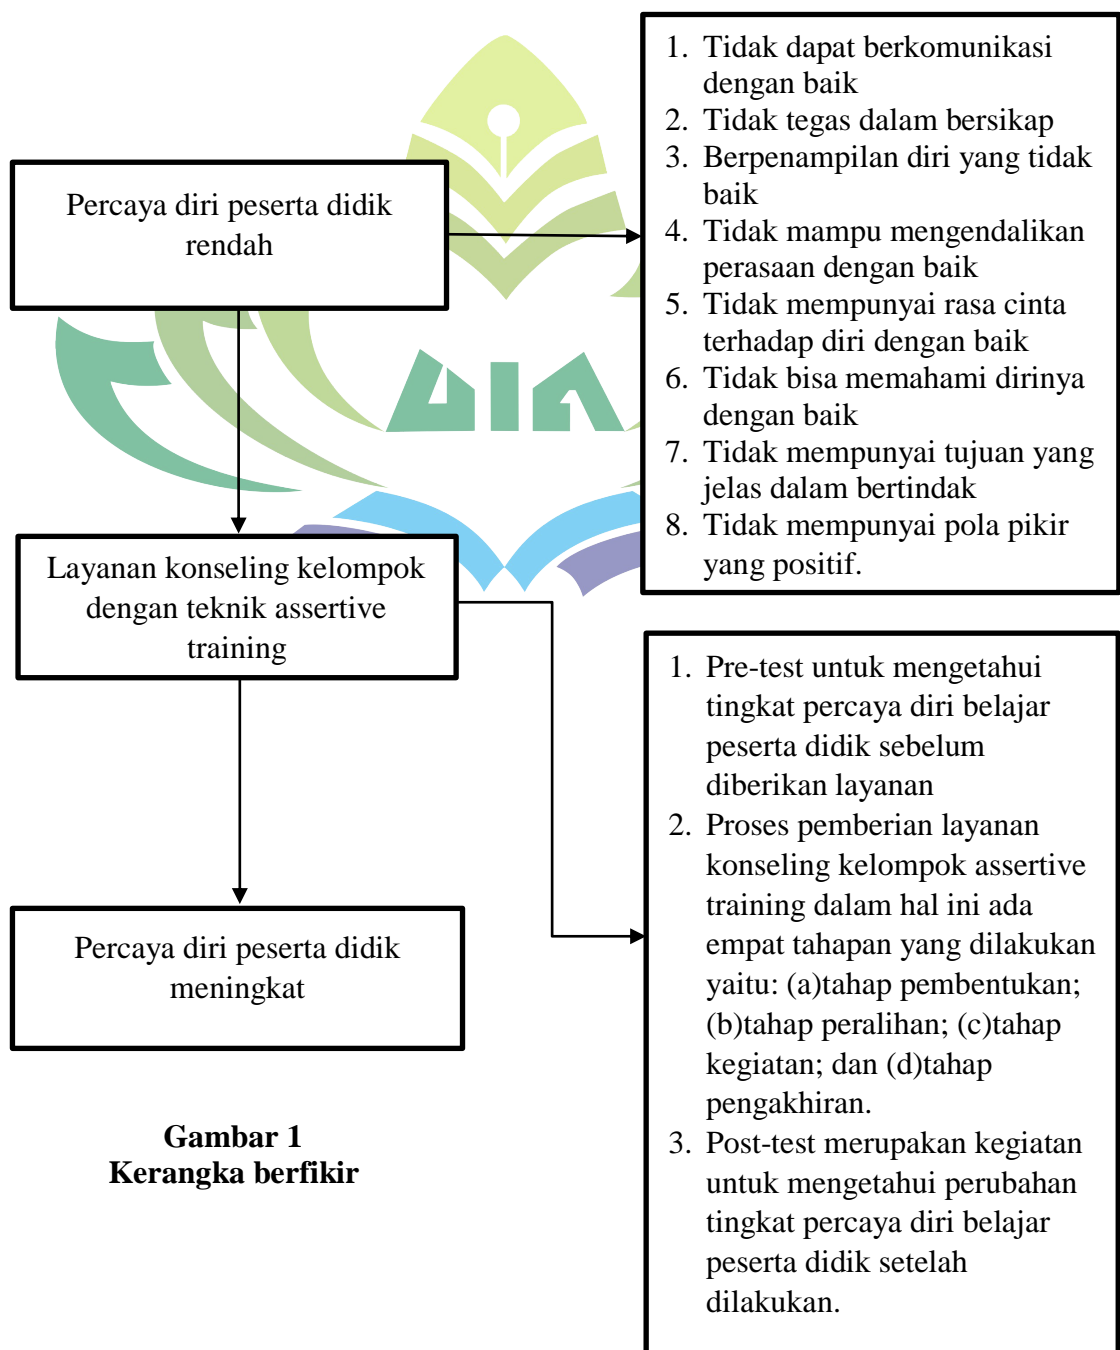 Percaya diri peserta didik
rendah
1. Tidak dapat berkomunikasi
dengan baik
2. Tidak tegas dalam bersikap
3. Berpenampilan diri yang tidak
baik
4. Tidak mampu mengendalikan
perasaan dengan baik
5. Tidak mempunyai rasa cinta
terhadap diri dengan baik
6. Tidak bisa memahami dirinya
dengan baik
7. Tidak mempunyai tujuan yang
jelas dalam bertindak
8. Tidak mempunyai pola pikir
yang positif.
UIN
Layanan konseling kelompok
dengan teknik assertive
training
1. Pre-test untuk mengetahui
tingkat percaya diri belajar
peserta didik sebelum
diberikan layanan
2. Proses pemberian layanan
konseling kelompok assertive
training dalam hal ini ada
empat tahapan yang dilakukan
yaitu: (a)tahap pembentukan;
(b)tahap peralihan; (c)tahap
kegiatan; dan (d)tahap
pengakhiran.
3. Post-test merupakan kegiatan
untuk mengetahui perubahan
tingkat percaya diri belajar
peserta didik setelah
dilakukan.
Percaya diri peserta didik
meningkat
Gambar 1
Kerangka berfikir